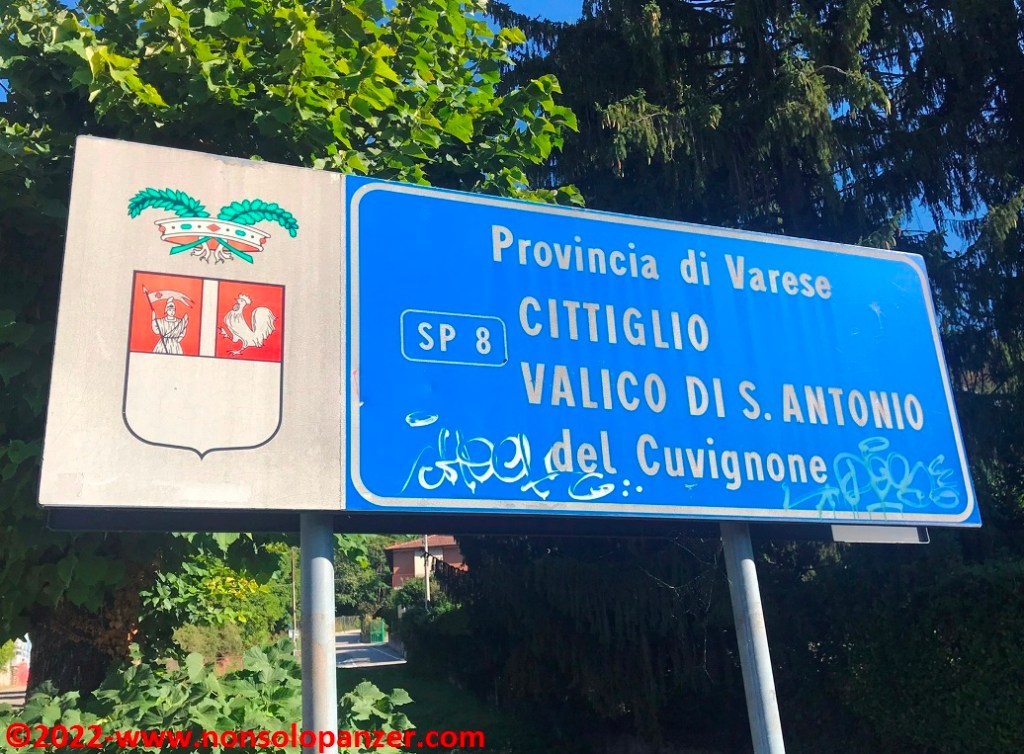 Provincia di Varese
SP 8
CITTIGLIO
VALICO DI S. ANTONIO
del Cuvignone
©2022-www.nonsolopanzer.com